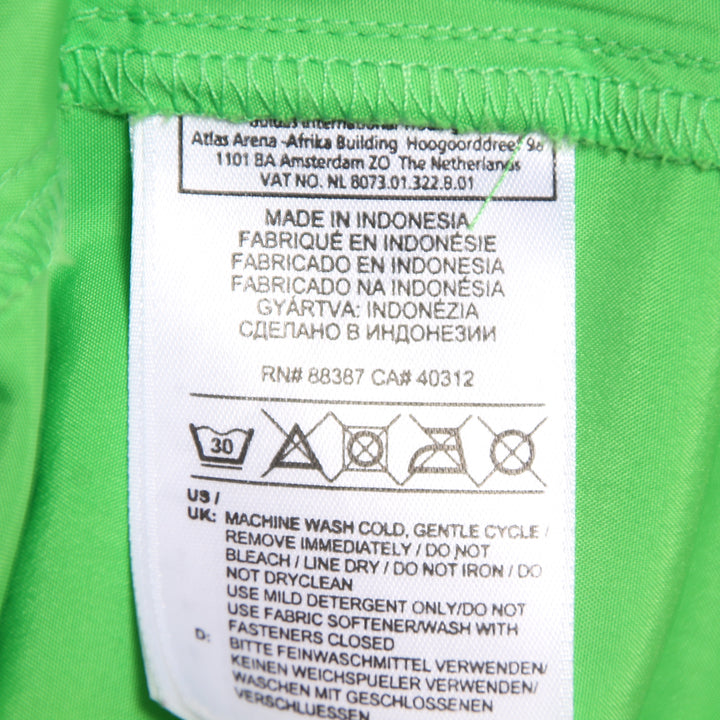 International
Atlas Arena -Afrika Building Hoogoorddreef 9a
1101 BA Amsterdam ZO The Netherlands
VAT NO. NL 8073.01.322.B.01
MADE IN INDONESIA
FABRIQUÉ EN INDONÉSIE
FABRICADO EN INDONESIA
FABRICADO NA INDONÉSIA
GYÁRTVA: INDONÉZIA
СДЕЛАНО В ИНДОНЕЗИИ
RN# 88387 CA# 40312
30
US /
UK: MACHINE WASH COLD, GENTLE CYCLE /
REMOVE IMMEDIATELY / DO NOT
BLEACH / LINE DRY / DO NOT IRON / DO
NOT DRYCLEAN
USE MILD DETERGENT ONLY/DO NOT
USE FABRIC SOFTENER/WASH WITH
FASTENERS CLOSED
D: BITTE FEINWASCHMITTEL VERWENDEN/
KEINEN WEICHSPUELER VERWENDEN/
WASCHEN MIT GESCHLOSSENEN
VERSCHLUESSEN